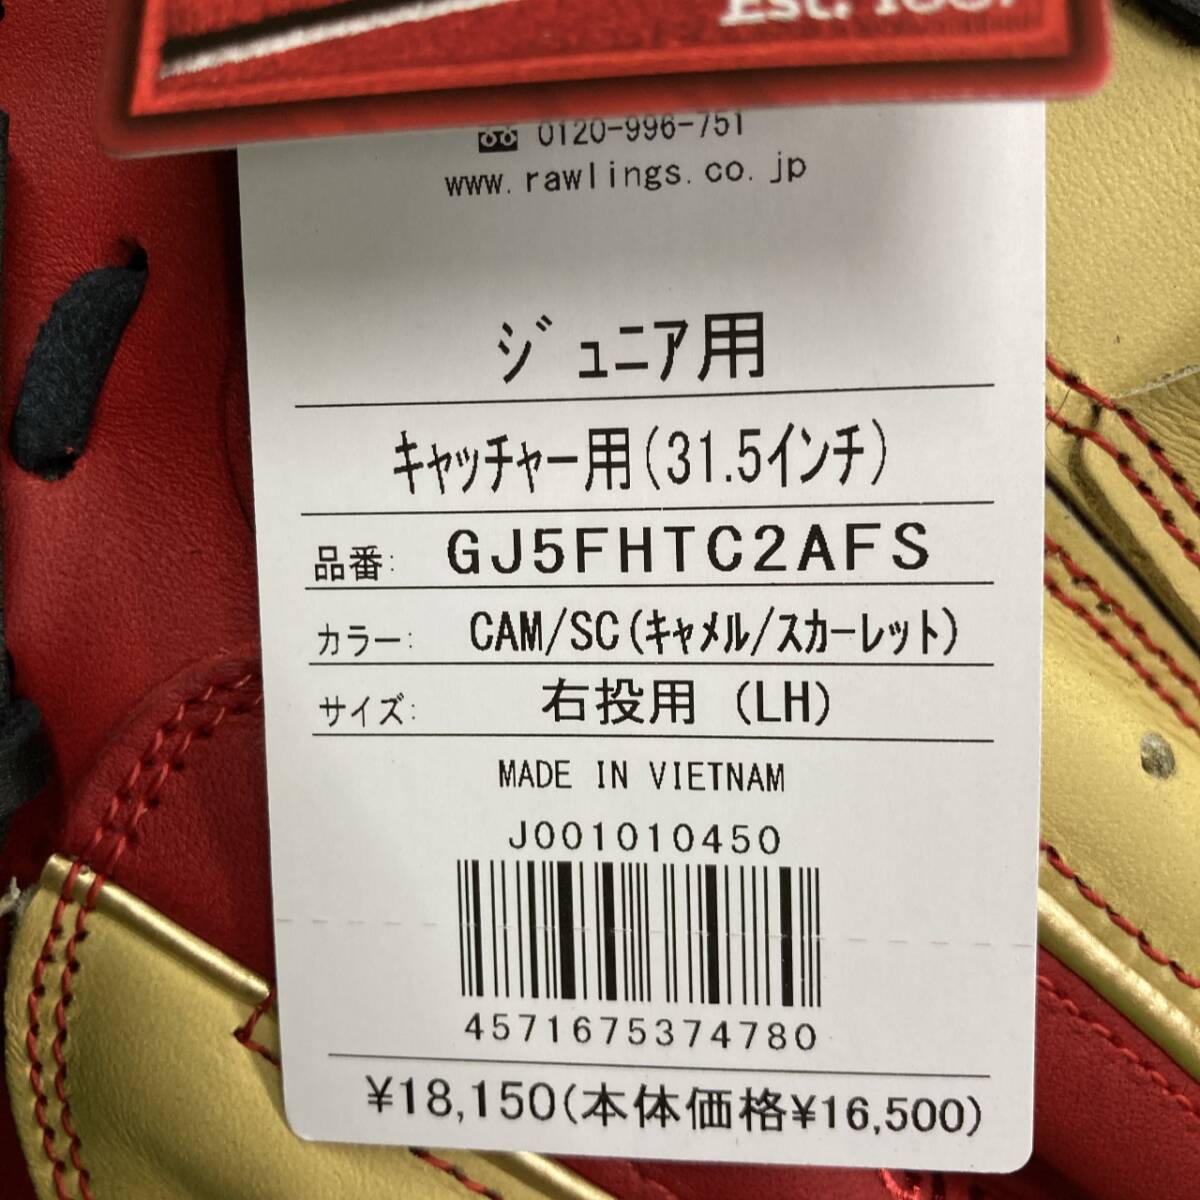 Est. 1887
0120-996-751
www.rawlings.co.jp
ジュニア用
キャッチャー用(31.5インチ)
品番: GJ5FHTC2AFS
カラー: CAM/SC(キャメル/スカーレット)
サイズ: 右投用 (LH)
MADE IN VIETNAM
J001010450
4571675374780
¥18,150(本体価格¥16,500)